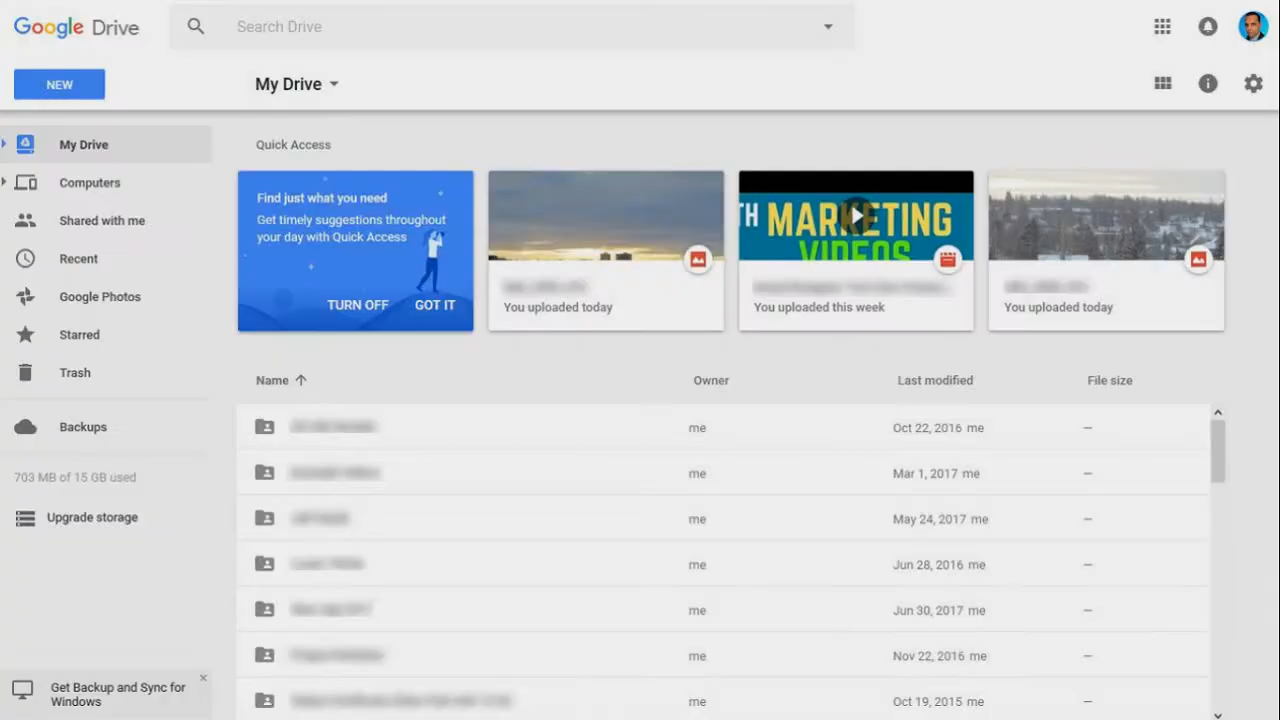 Google Drive
Search Drive
NEW
My Drive
My Drive
Computers
Shared with me
Recent
Google Photos
Starred
Trash
Backups
703 MB of 15 GB used
Upgrade storage
Get Backup and Sync for
Windows
Quick Access
Find just what you need
Get timely suggestions throughout
your day with Quick Access
TURN OFF GOT IT
You uploaded today
TH MARKETING
VIDEOS
You uploaded this week
You uploaded today
Name Owner Last modified File size
me Oct 22, 2016 me –
me Mar 1, 2017 me –
me May 24, 2017 me –
me Jun 28, 2016 me –
me Jun 30, 2017 me –
me Nov 22, 2016 me –
me Oct 19, 2015 me –